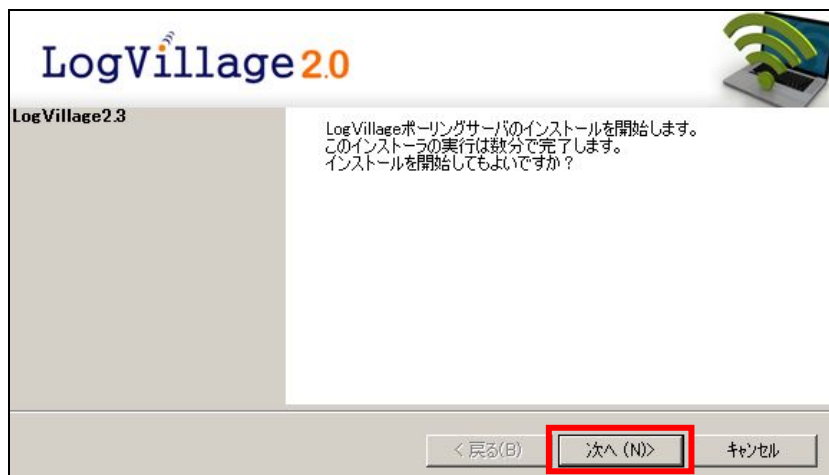 LogVillage 2.0
LogVillage2.3
LogVillageポーリングサーバのインストールを開始します。
このインストーラの実行は数分で完了します。
インストールを開始してもよいですか？
< 戻る(B)
次へ (N)>
キャンセル